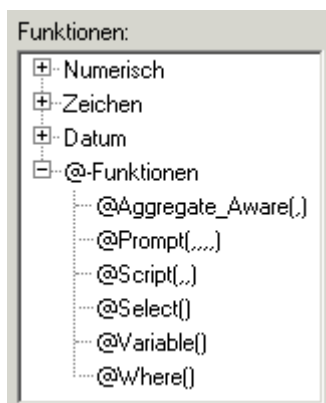 Funktionen:
Numerisch
Zeichen
Datum
@-Funktionen
@Aggregate_Aware(,)
@Prompt(,,,,)
@Script(,,)
@Select()
@Variable()
@Where()